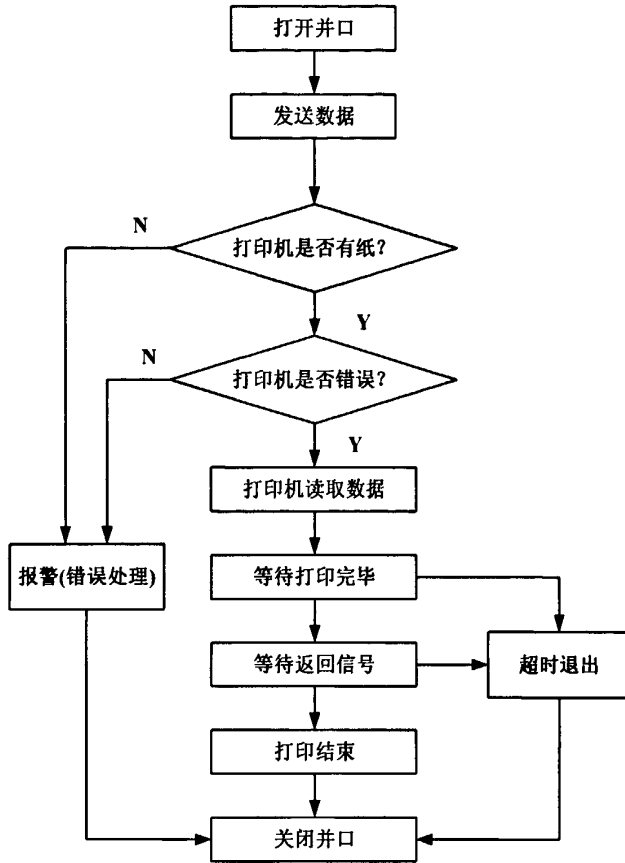 打开并口
发送数据
N
打印机是否有纸?
Y
N
打印机是否错误?
Y
打印机读取数据
报警(错误处理)
等待打印完毕
等待返回信号
超时退出
打印结束
关闭并口